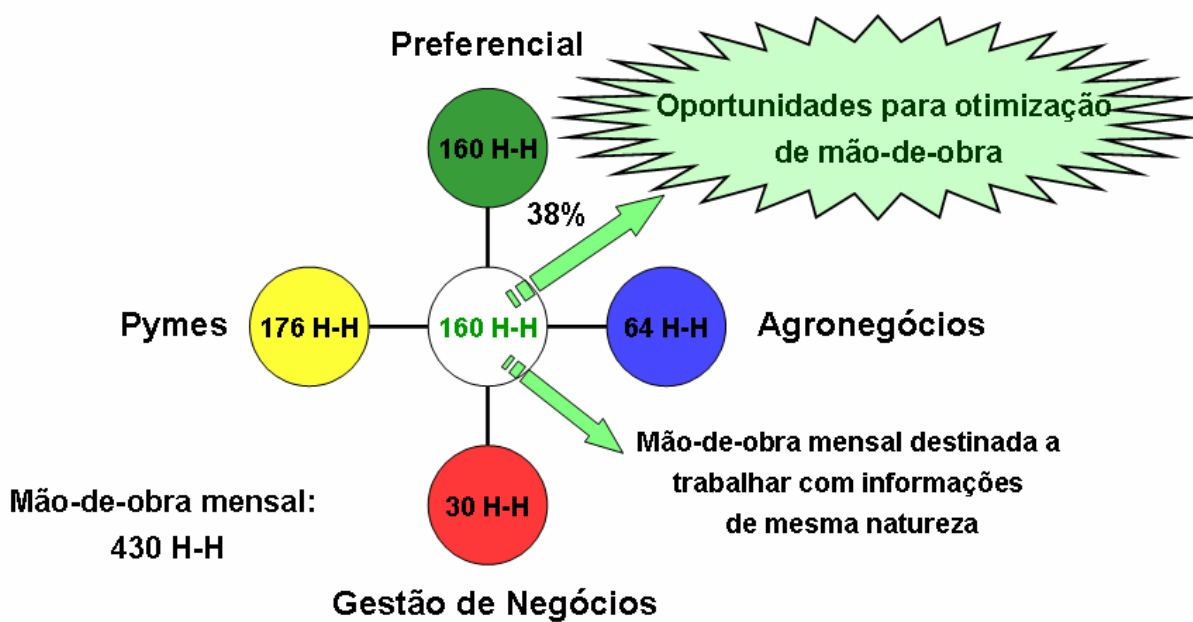 Preferencial
Oportunidades para otimização
de mão-de-obra
160 H-H
38%
Pymes
176 H-H
160 H-H
64 H-H
Agronegócios
Mão-de-obra mensal destinada a
trabalhar com informações
de mesma natureza
Mão-de-obra mensal:
430 H-H
30 H-H
Gestão de Negócios